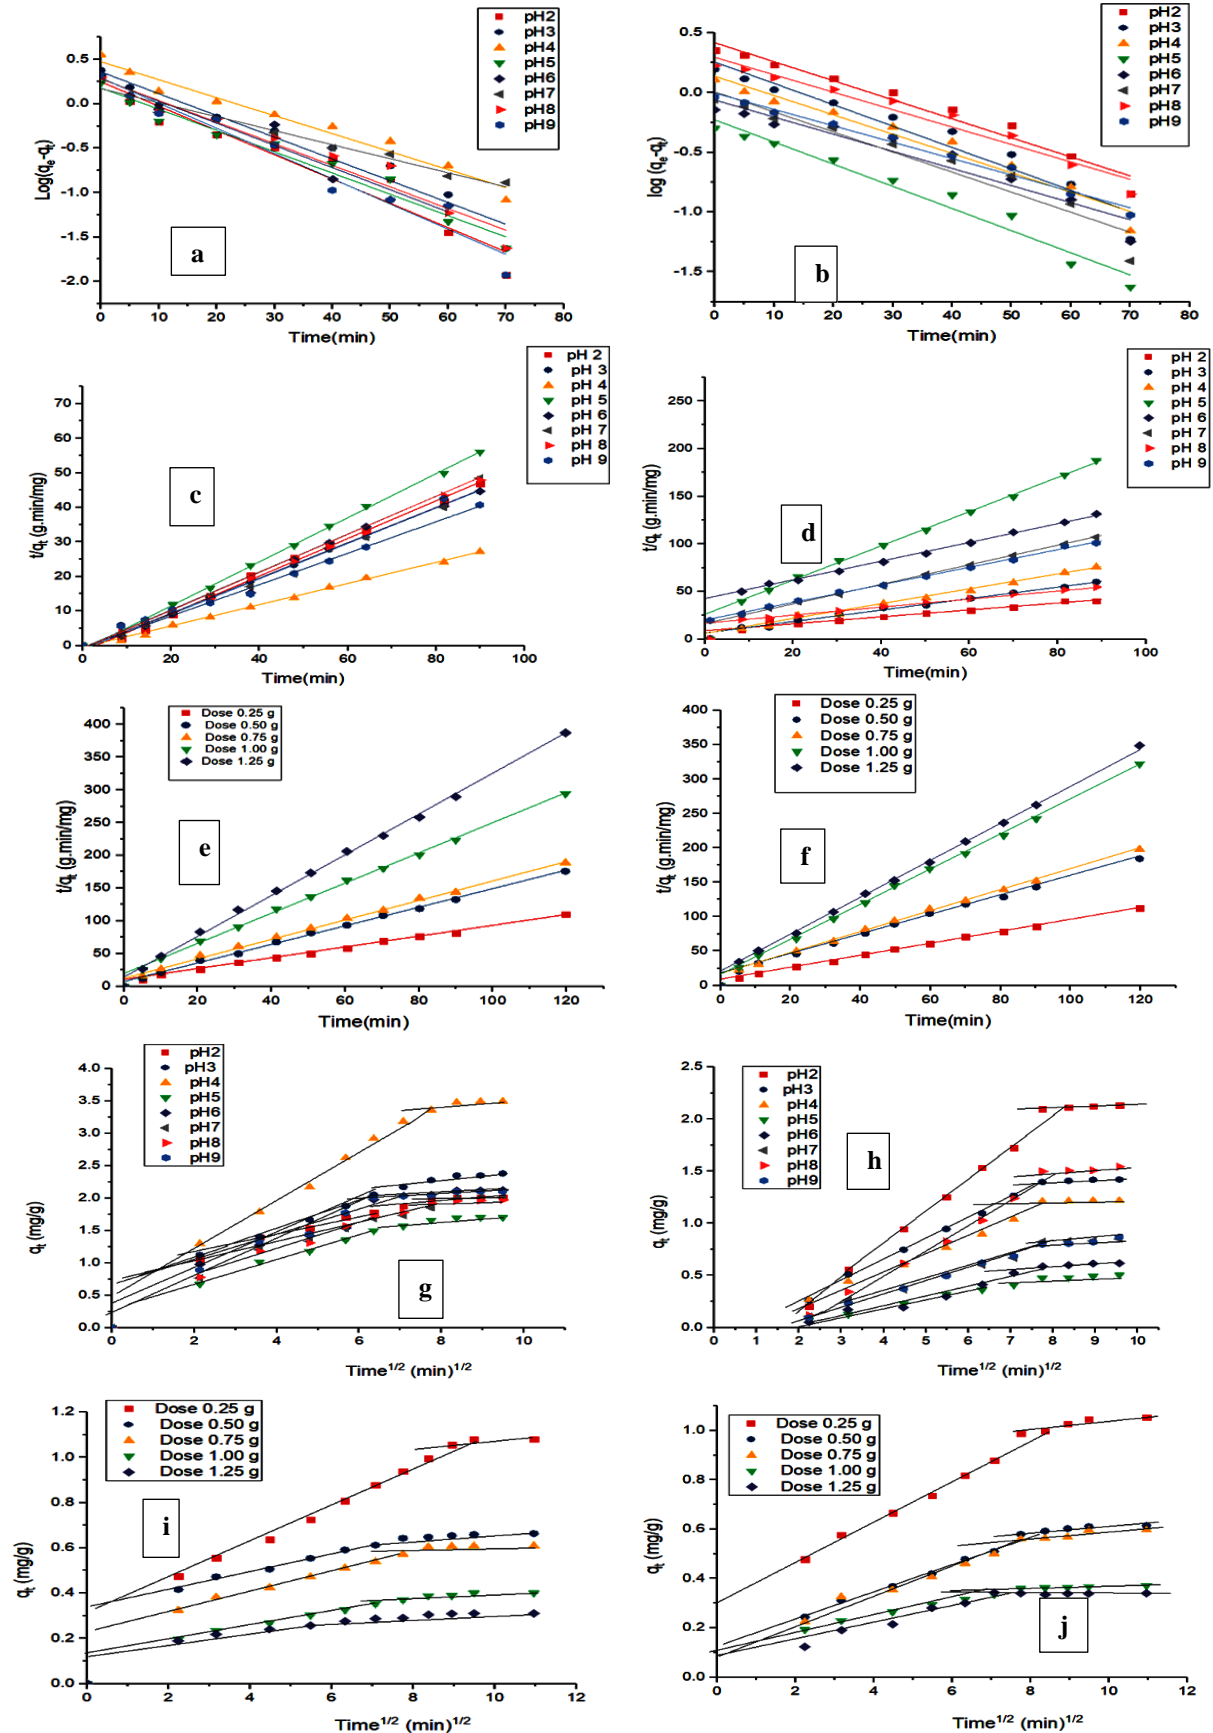 pH2
pH3
pH4
pH5
pH6
pH7
pH8
pH9
0.5
0.0
-0.5
-1.0
-1.5
-2.0
Log(qe-qt)
a
0 10 20 30 40 50 60 70 80
Time(min)
pH2
pH3
pH4
pH5
pH6
pH7
pH8
pH9
0.5
0.0
-0.5
-1.0
-1.5
log (qe-qt)
b
0 10 20 30 40 50 60 70 80
Time(min)
pH 2
pH 3
pH 4
pH 5
pH 6
pH 7
pH 8
pH 9
70
60
50
40
30
20
10
0
t/qt (g.min/mg)
c
0 20 40 60 80 100
Time(min)
pH 2
pH 3
pH 4
pH 5
pH 6
pH 7
pH 8
pH 9
250
200
150
100
50
0
t/qt (g.min/mg)
d
0 20 40 60 80 100
Time(min)
Dose 0.25 g
Dose 0.50 g
Dose 0.75 g
Dose 1.00 g
Dose 1.25 g
400
350
300
250
200
150
100
50
0
t/qt (g.min/mg)
e
0 20 40 60 80 100 120
Time(min)
Dose 0.25 g
Dose 0.50 g
Dose 0.75 g
Dose 1.00 g
Dose 1.25 g
400
350
300
250
200
150
100
50
0
t/qt (g.min/mg)
f
0 20 40 60 80 100 120
Time(min)
pH2
pH3
pH4
pH5
pH6
pH7
pH8
pH9
4.0
3.5
3.0
2.5
2.0
1.5
1.0
0.5
0.0
qt (mg/g)
g
0 2 4 6 8 10
Time1/2 (min)1/2
pH2
pH3
pH4
pH5
pH6
pH7
pH8
pH9
2.5
2.0
1.5
1.0
0.5
0.0
qt (mg/g)
h
0 1 2 3 4 5 6 7 8 9 10
Time1/2 (min)1/2
Dose 0.25 g
Dose 0.50 g
Dose 0.75 g
Dose 1.00 g
Dose 1.25 g
1.2
1.0
0.8
0.6
0.4
0.2
0.0
qt (mg/g)
i
0 2 4 6 8 10 12
Time1/2 (min)1/2
Dose 0.25 g
Dose 0.50 g
Dose 0.75 g
Dose 1.00 g
Dose 1.25 g
1.0
0.8
0.6
0.4
0.2
0.0
qt (mg/g)
j
0 2 4 6 8 10 12
Time1/2 (min)1/2